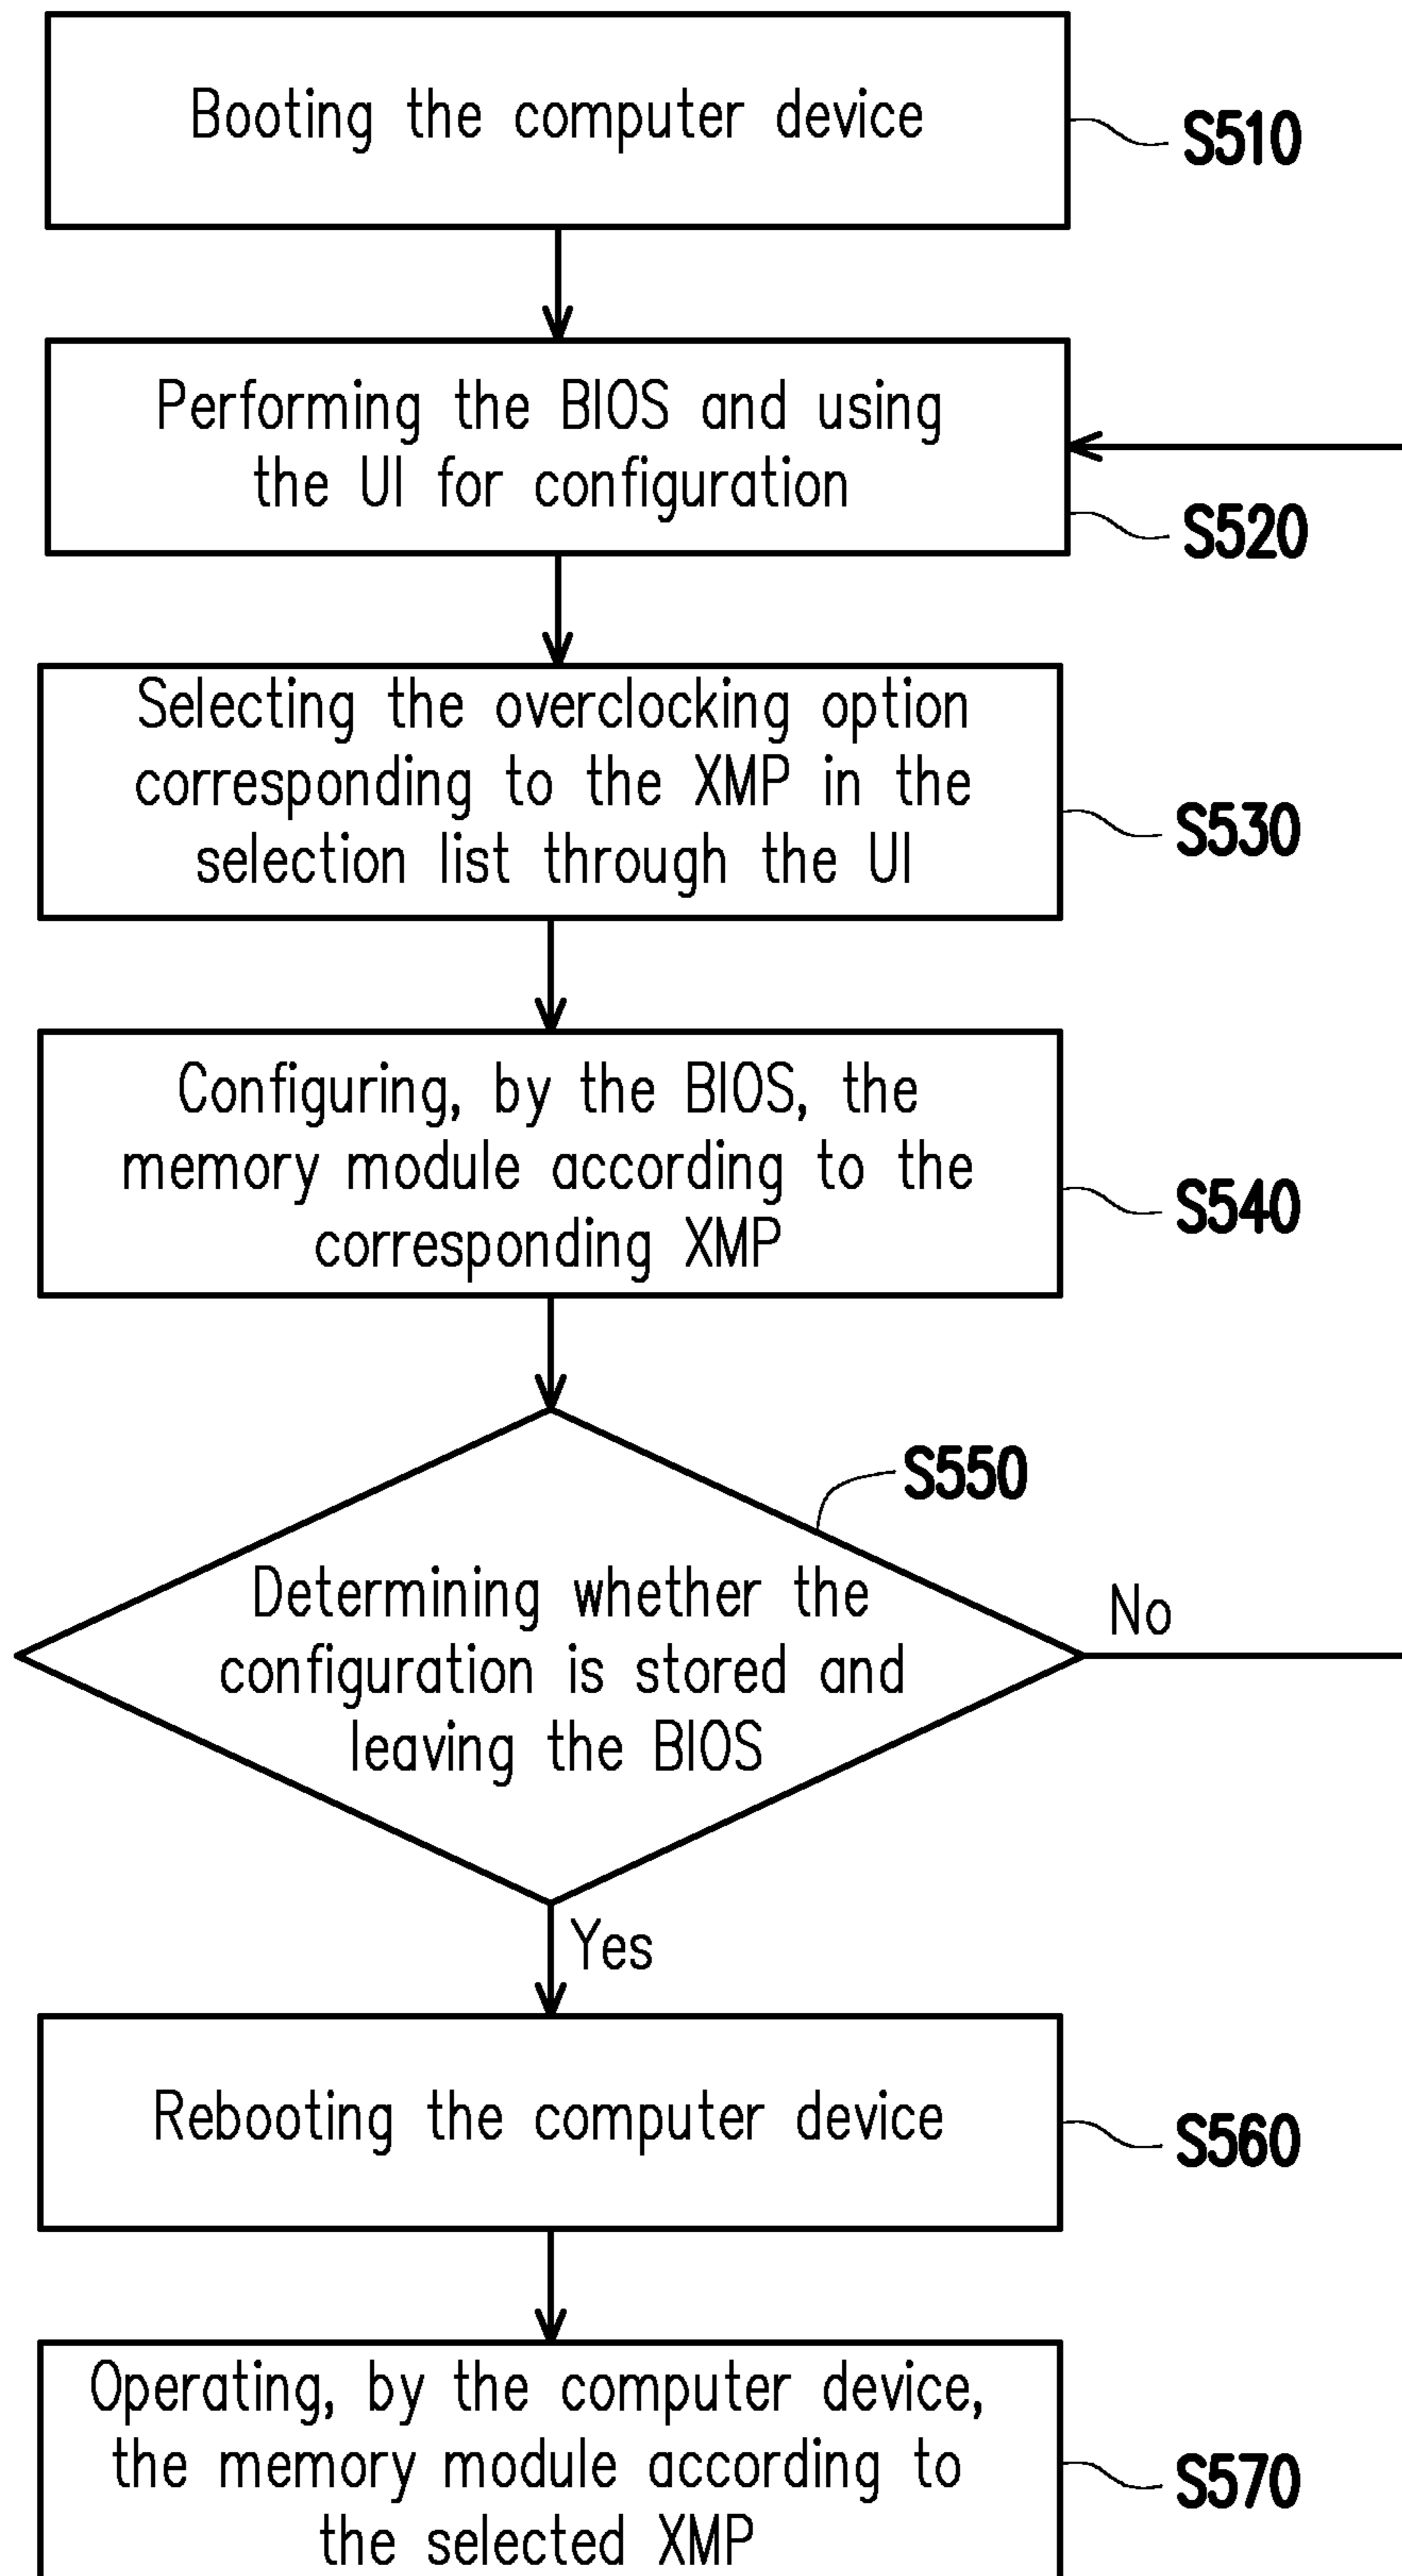 Booting the computer device
S510
Performing the BIOS and using
the UI for configuration
S520
Selecting the overclocking option
corresponding to the XMP in the
selection list through the UI
S530
Configuring, by the BIOS, the
memory module according to the
corresponding XMP
S540
S550
Determining whether the
configuration is stored and
leaving the BIOS
No
Yes
Rebooting the computer device
S560
Operating, by the computer device,
the memory module according to
the selected XMP
S570